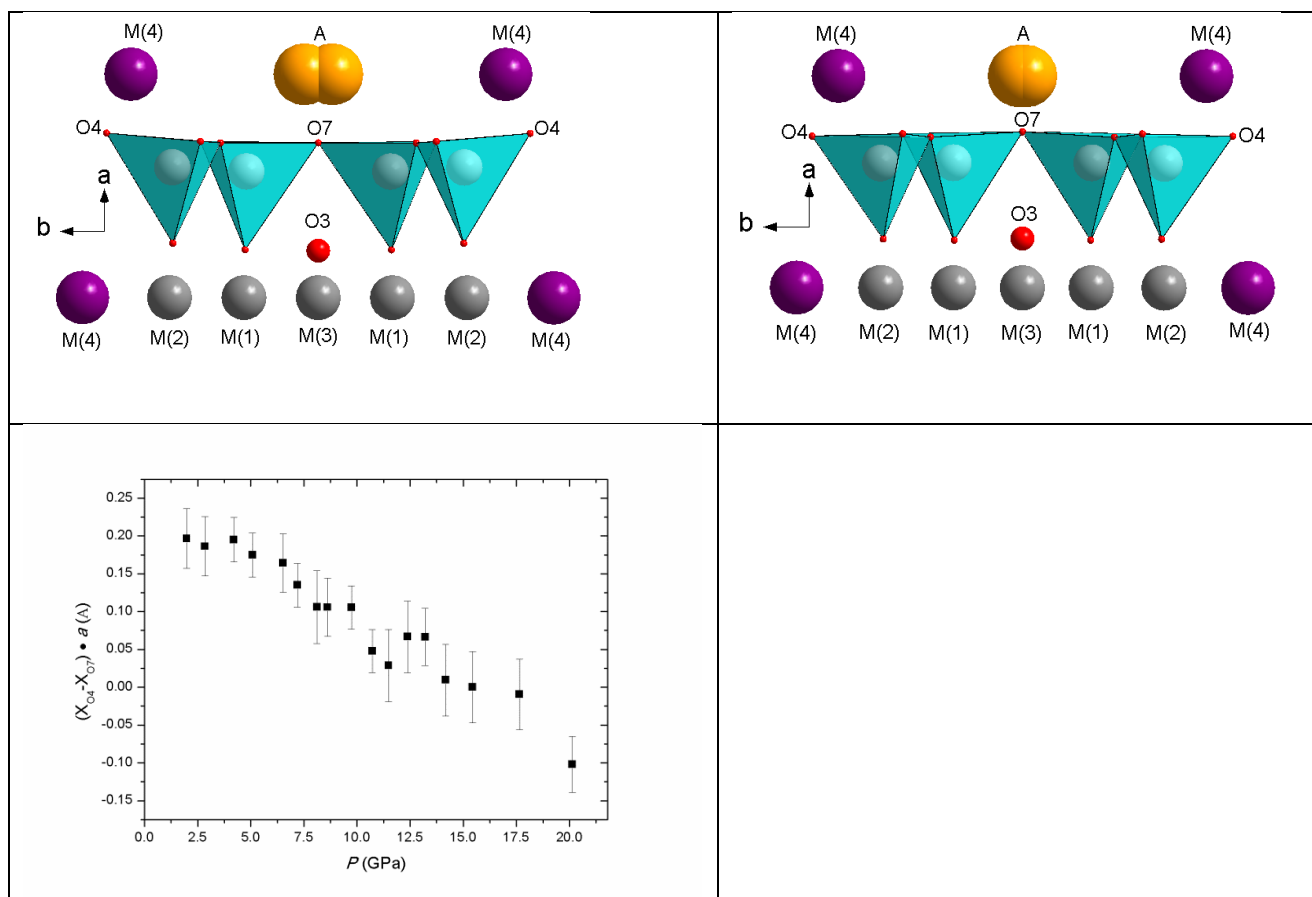 M(4) A M(4)
O4 O7 O4
a
b
O3
M(4) M(2) M(1) M(3) M(1) M(2) M(4)
M(4) A M(4)
O4 O7 O4
a
b
O3
M(4) M(2) M(1) M(3) M(1) M(2) M(4)
(X_O4-X_O7) • a (A)
0.25
0.20
0.15
0.10
0.05
0.00
-0.05
-0.10
-0.15
0.0 2.5 5.0 7.5 10.0 12.5 15.0 17.5 20.0
P (GPa)